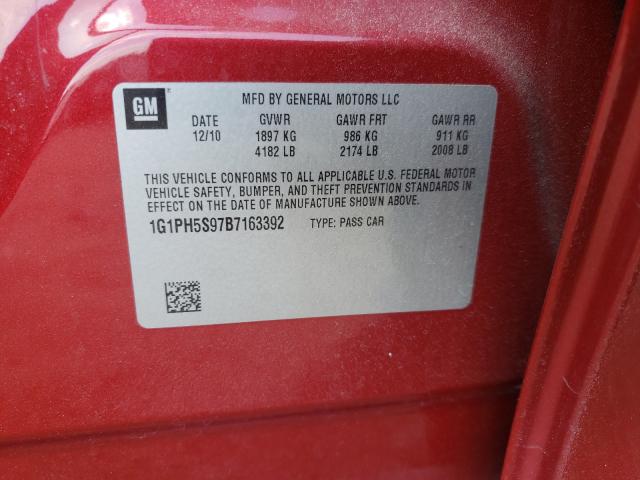 GM
MFD BY GENERAL MOTORS LLC
DATE GVWR GAWR FRT GAWR RR
12/10 1897 KG 986 KG 911 KG
4182 LB 2174 LB 2008 LB
THIS VEHICLE CONFORMS TO ALL APPLICABLE U.S. FEDERAL MOTOR
VEHICLE SAFETY, BUMPER, AND THEFT PREVENTION STANDARDS IN
EFFECT ON THE DATE OF MANUFACTURE SHOWN ABOVE.
1G1PH5S97B7163392 TYPE: PASS CAR